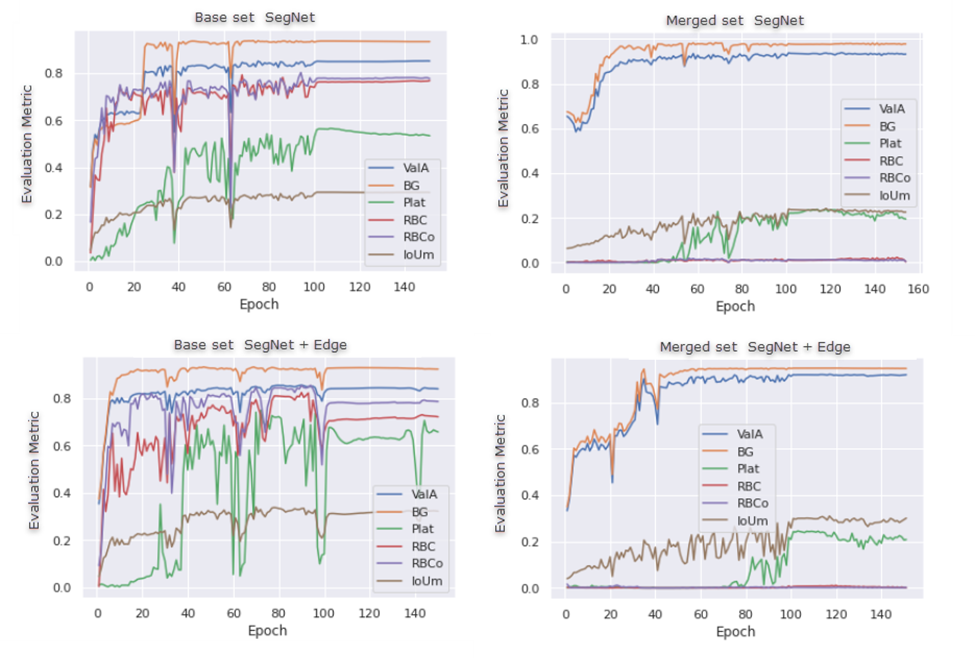 Base set SegNet
Evaluation Metric
0.8
0.6
0.4
0.2
0.0
0 20 40 60 80 100 120 140
Epoch
ValA
BG
Plat
RBC
RBCo
IoUm
Merged set SegNet
Evaluation Metric
1.0
0.8
0.6
0.4
0.2
0.0
0 20 40 60 80 100 120 140 160
Epoch
ValA
BG
Plat
RBC
RBCo
IoUm
Base set SegNet + Edge
Evaluation Metric
0.8
0.6
0.4
0.2
0.0
0 20 40 60 80 100 120 140
Epoch
ValA
BG
Plat
RBC
RBCo
IoUm
Merged set SegNet + Edge
Evaluation Metric
0.8
0.6
0.4
0.2
0.0
0 20 40 60 80 100 120 140
Epoch
ValA
BG
Plat
RBC
RBCo
IoUm